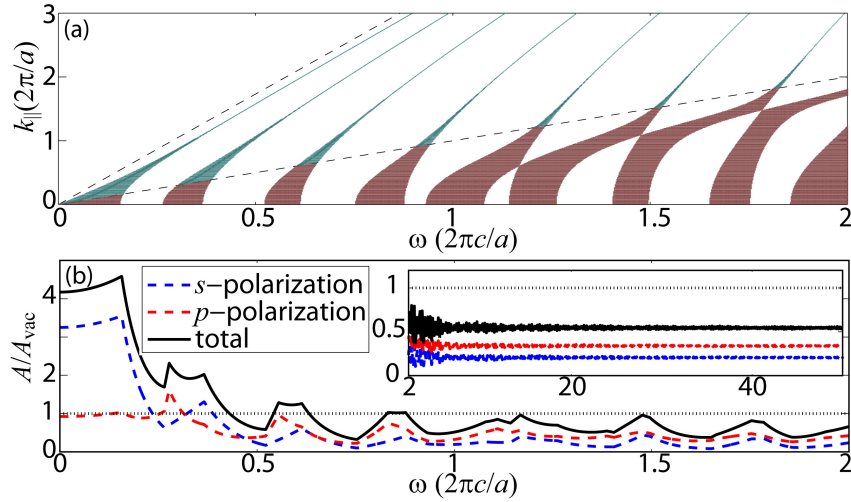 (a)
3
2
1
0
k∥(2π/a)
0 0.5 1 1.5 2
ω (2πc/a)
(b)
4
3
2
1
0
A/Avac
s–polarization
p–polarization
total
1
0.5
0
2 20 40
0 0.5 1 1.5 2
ω (2πc/a)